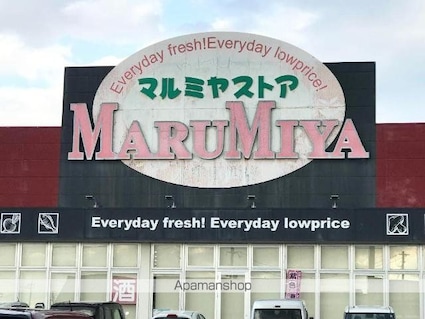 Everyday fresh!Everyday lowprice!
マルミヤストア
MARUMIYA
Everyday fresh! Everyday lowprice
酒
Apamanshop